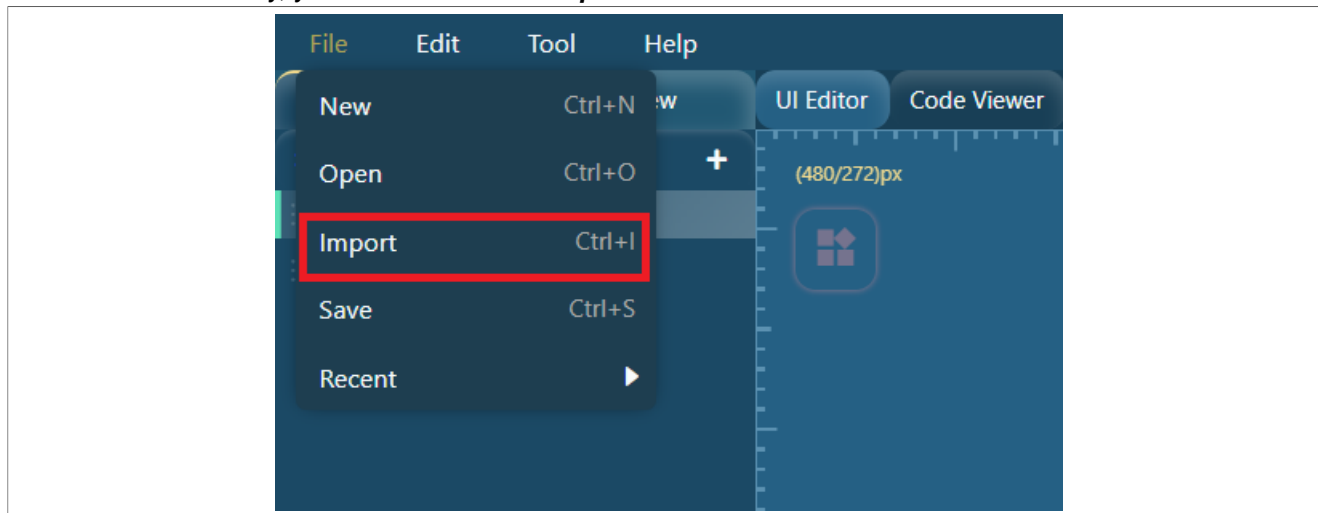 File Edit Tool Help
New Ctrl+N
UI Editor Code Viewer
Open Ctrl+O
+
(480/272)px
Import Ctrl+I
Save Ctrl+S
Recent